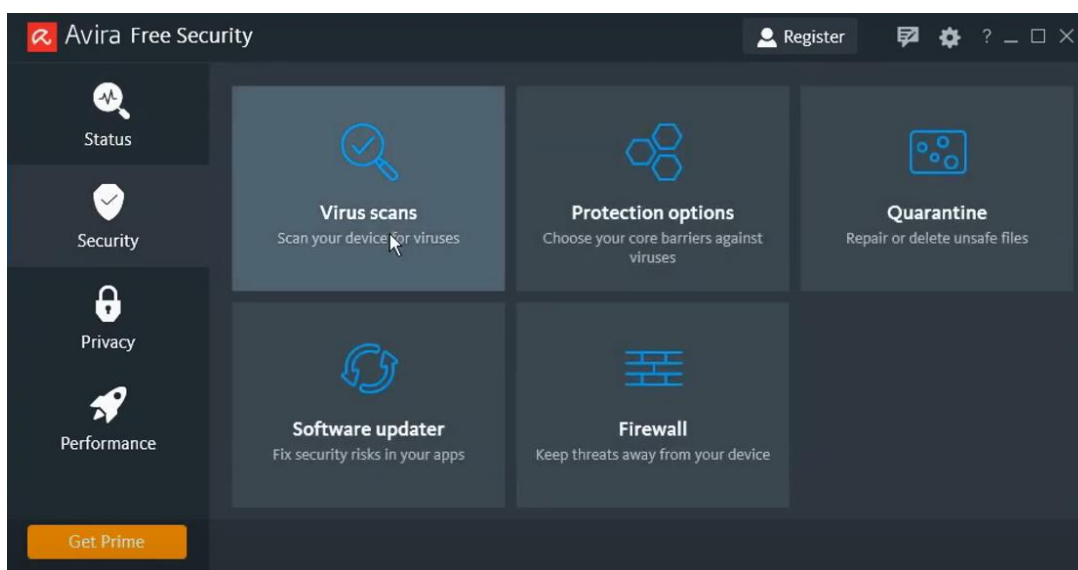 Avira Free Security
Register
?
Status
Security
Privacy
Performance
Get Prime
Virus scans
Scan your device for viruses
Protection options
Choose your core barriers against
viruses
Quarantine
Repair or delete unsafe files
Software updater
Fix security risks in your apps
Firewall
Keep threats away from your device